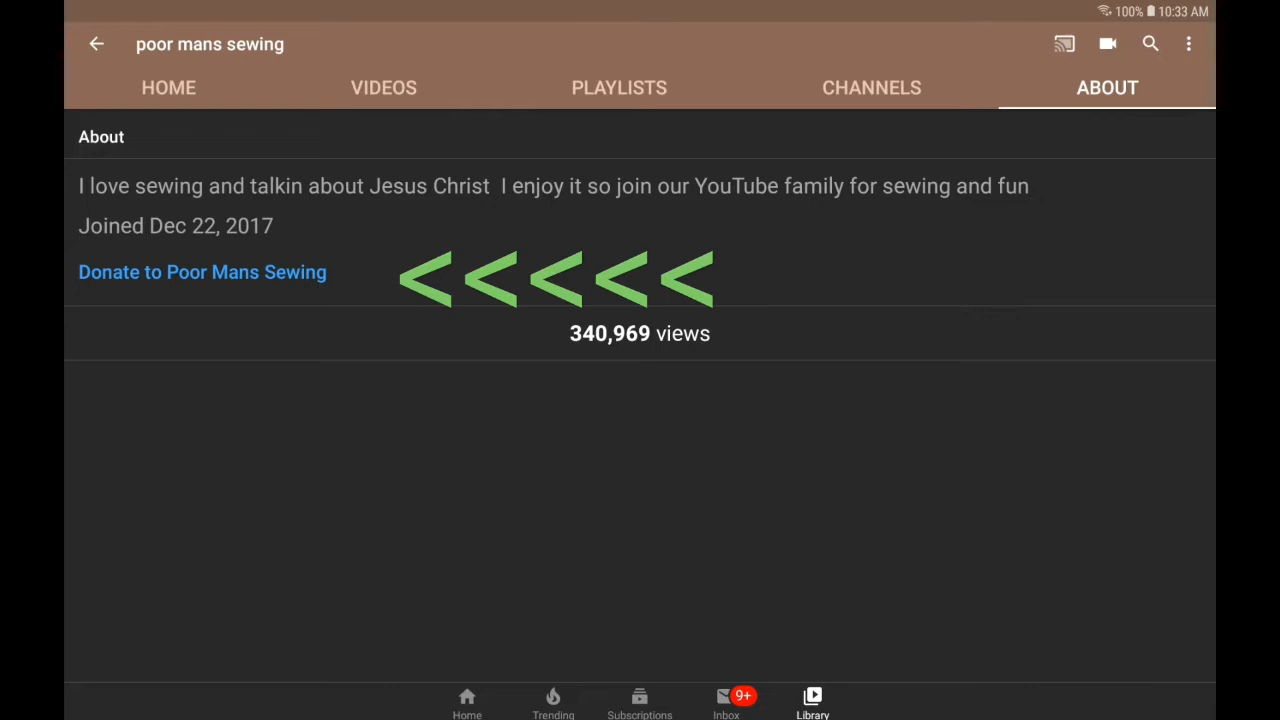 100% 10:33 AM
poor mans sewing
HOME VIDEOS PLAYLISTS CHANNELS ABOUT
About
I love sewing and talkin about Jesus Christ I enjoy it so join our YouTube family for sewing and fun
Joined Dec 22, 2017
Donate to Poor Mans Sewing <<<<<
340,969 views
9+
Home Trending Subscriptions Inbox Library